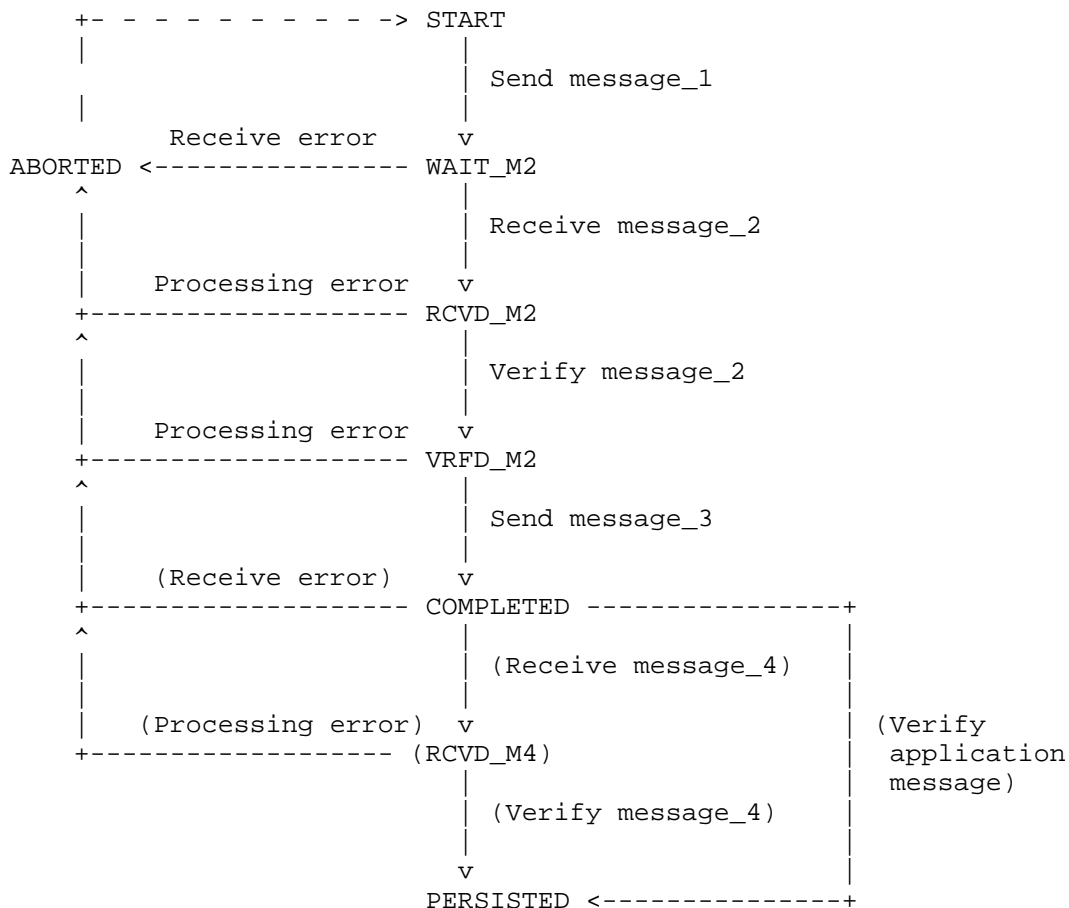 START
Send message_1
Receive error
ABORTED WAIT_M2
Receive message_2
Processing error
RCVD_M2
Verify message_2
Processing error
VRFD_M2
Send message_3
(Receive error)
COMPLETED
(Receive message_4)
(Processing error) (Verify
(RCVD_M4) application
message)
(Verify message_4)
PERSISTED